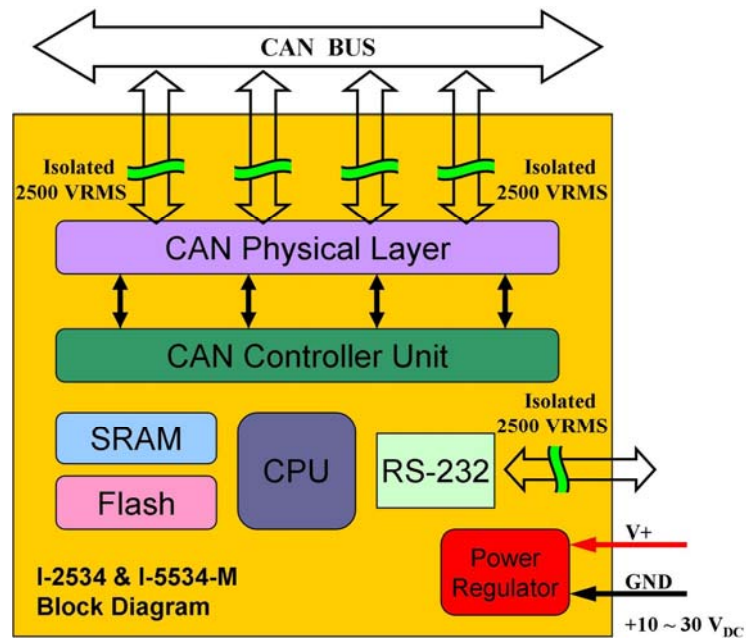 CAN BUS
Isolated
2500 VRMS
Isolated
2500 VRMS
CAN Physical Layer
CAN Controller Unit
Isolated
2500 VRMS
SRAM
CPU
RS-232
Flash
V+
Power
Regulator
GND
I-2534 & I-5534-M
Block Diagram
+10 ~ 30 VDC